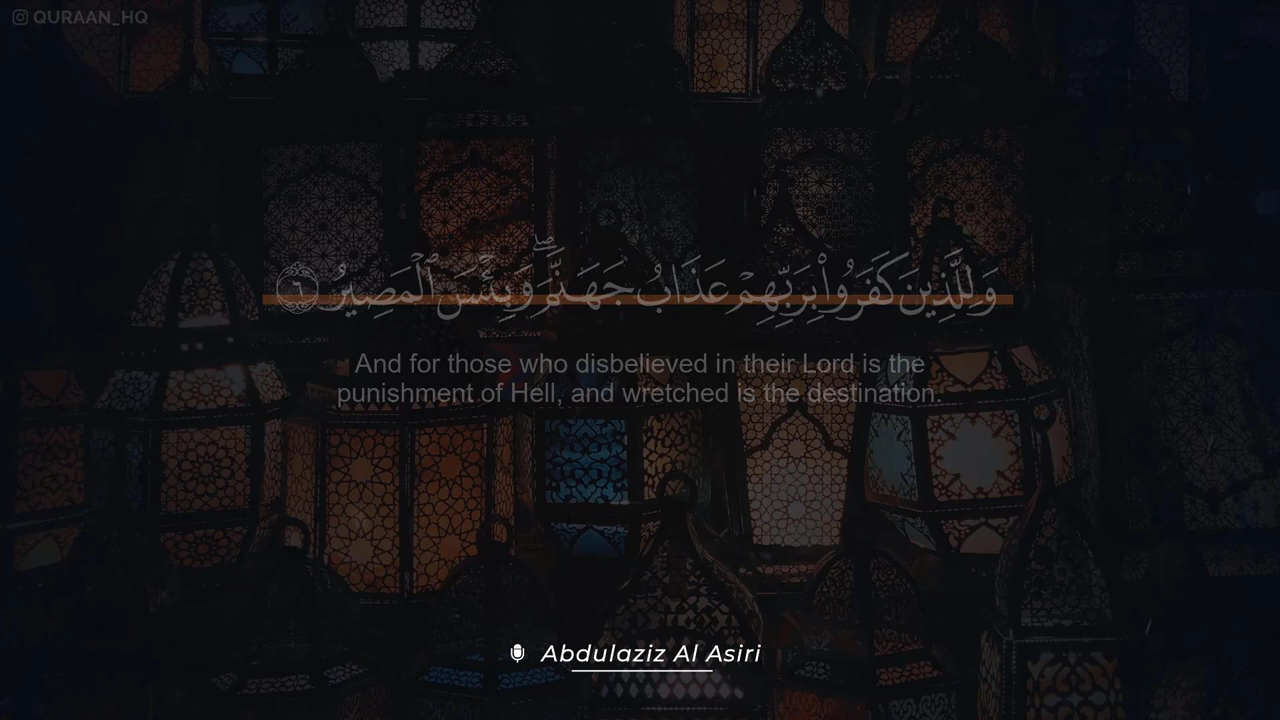 QURAAN_HQ
وَلِلَّذِينَ كَفَرُوا۟ بِرَبِّهِمْ عَذَابُ جَهَنَّمَ ۖ وَبِئْسَ ٱلْمَصِيرُ ٦
And for those who disbelieved in their Lord is the
punishment of Hell, and wretched is the destination.
Abdulaziz Al Asiri